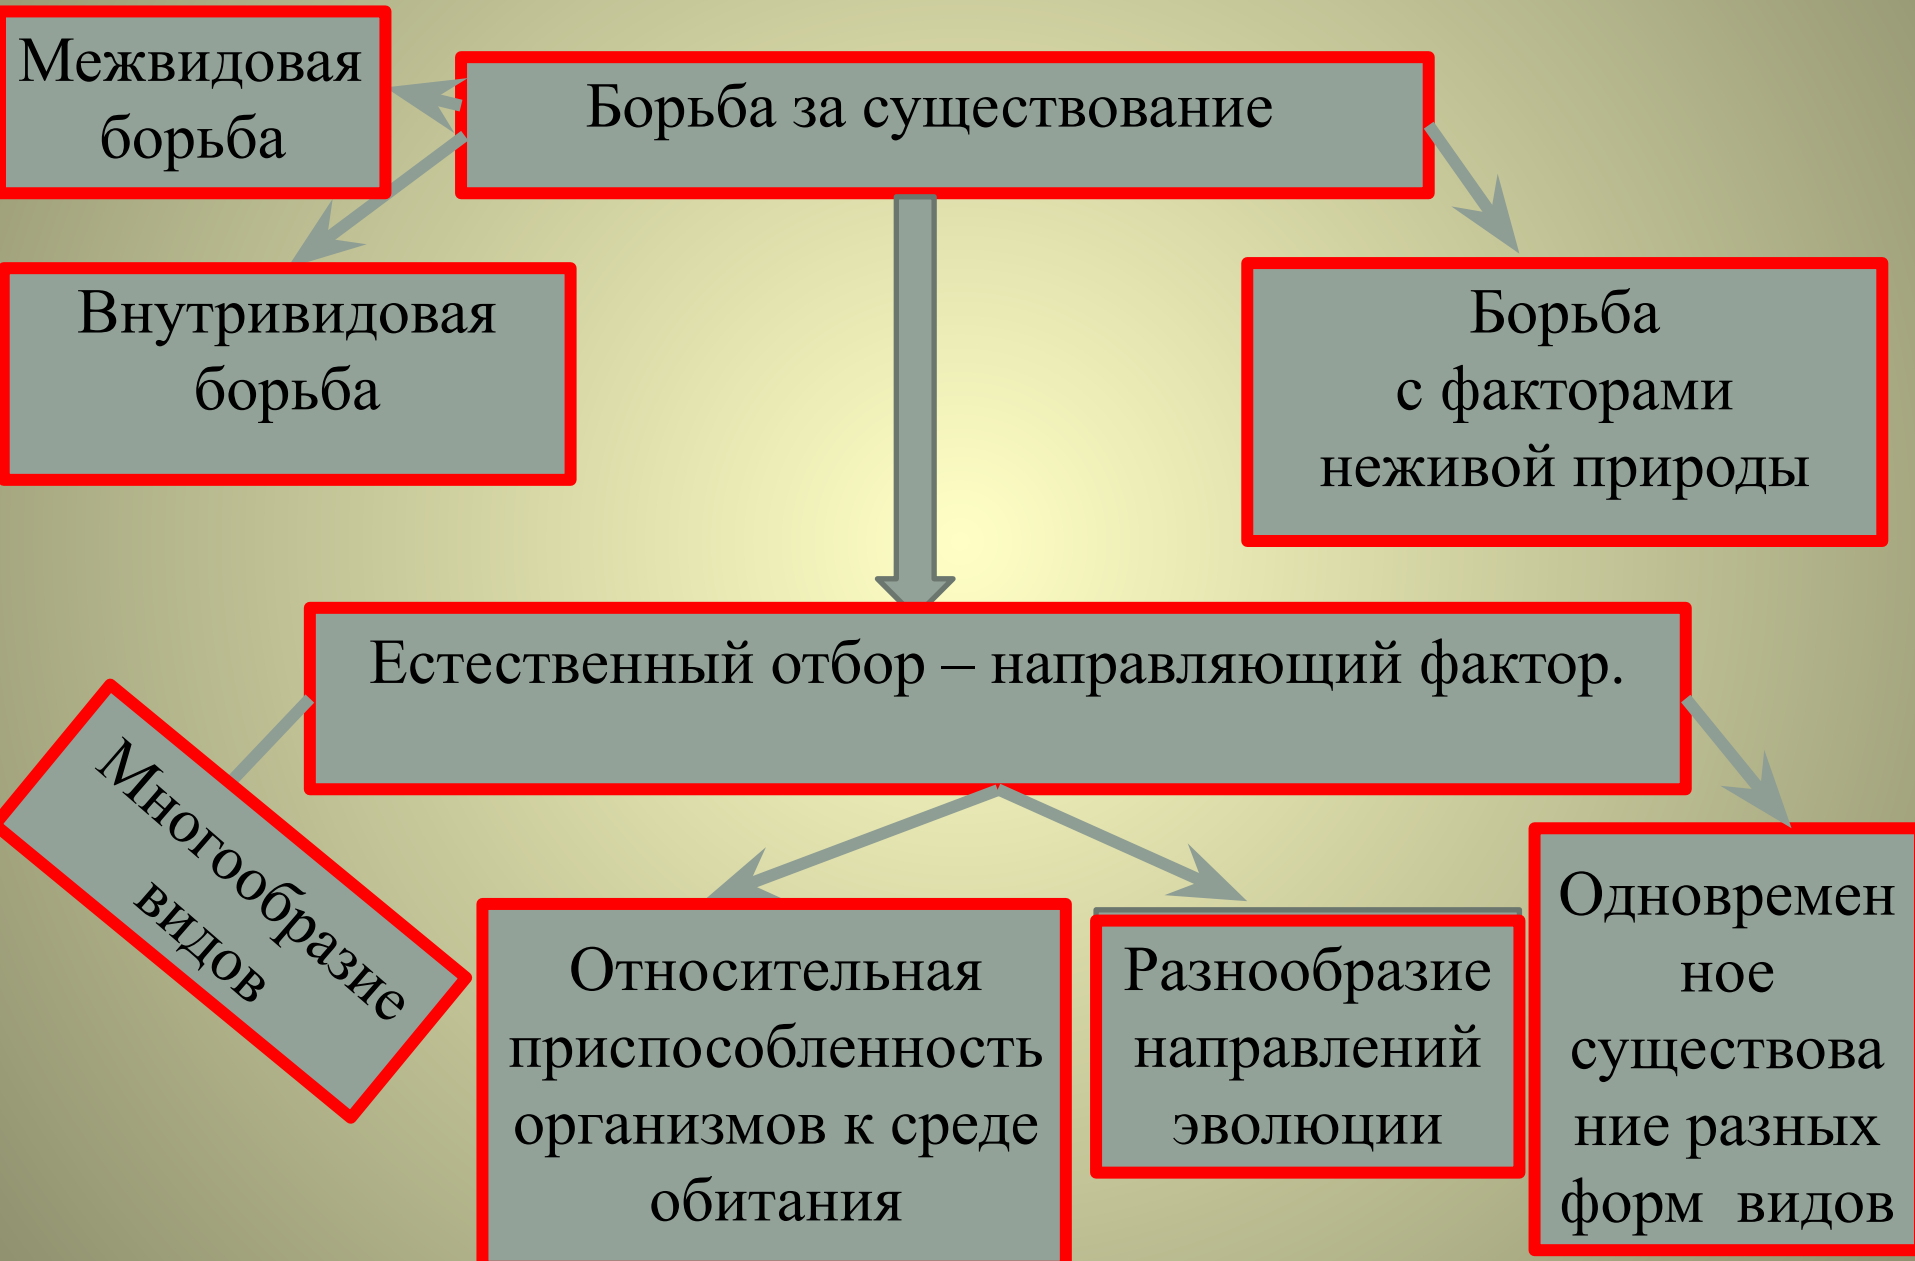 Межвидовая
борьба
Борьба за существование
Внутривидовая
борьба
Борьба
с факторами
неживой природы
Естественный отбор – направляющий фактор.
Многообразие
видов
Относительная
приспособленность
организмов к среде
обитания
Разнообразие
направлений
эволюции
Одновремен
ное
существова
ние разных
форм видов